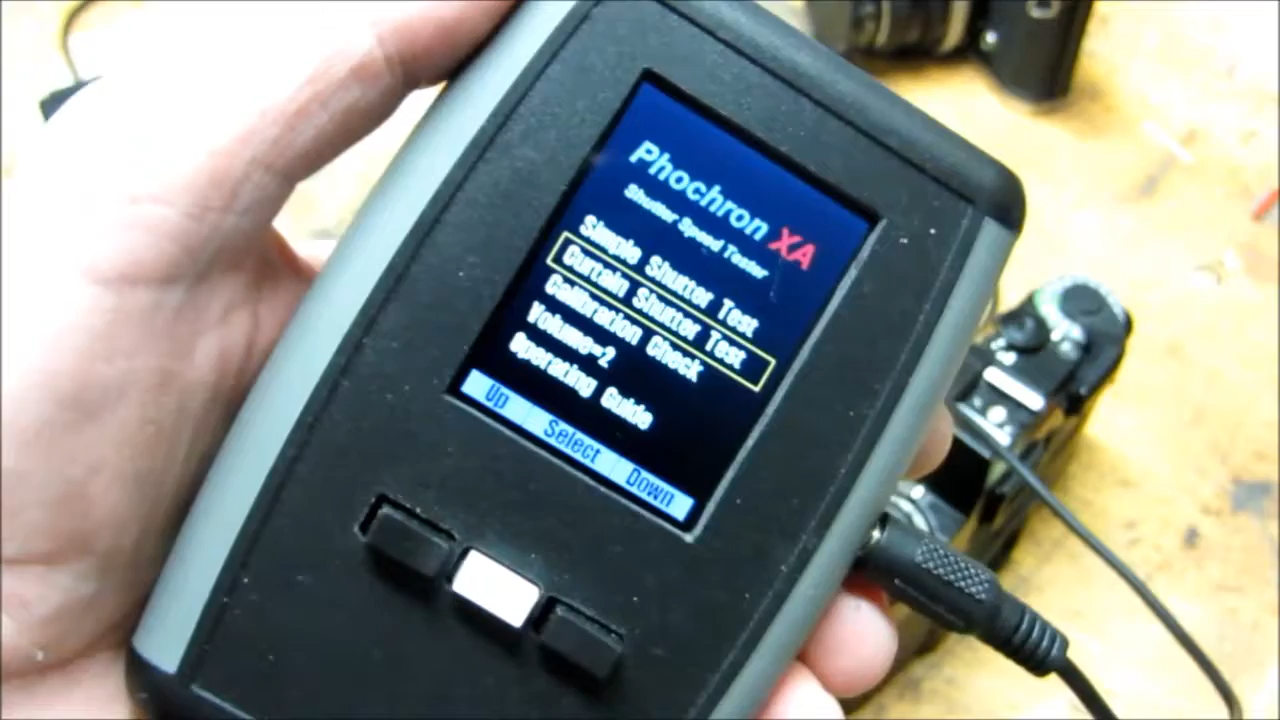 Phochron XA
Shutter Speed Tester
Simple Shutter Test
Curtain Shutter Test
Calibration Check
Volume=2
Operating Guide
Up Select Down